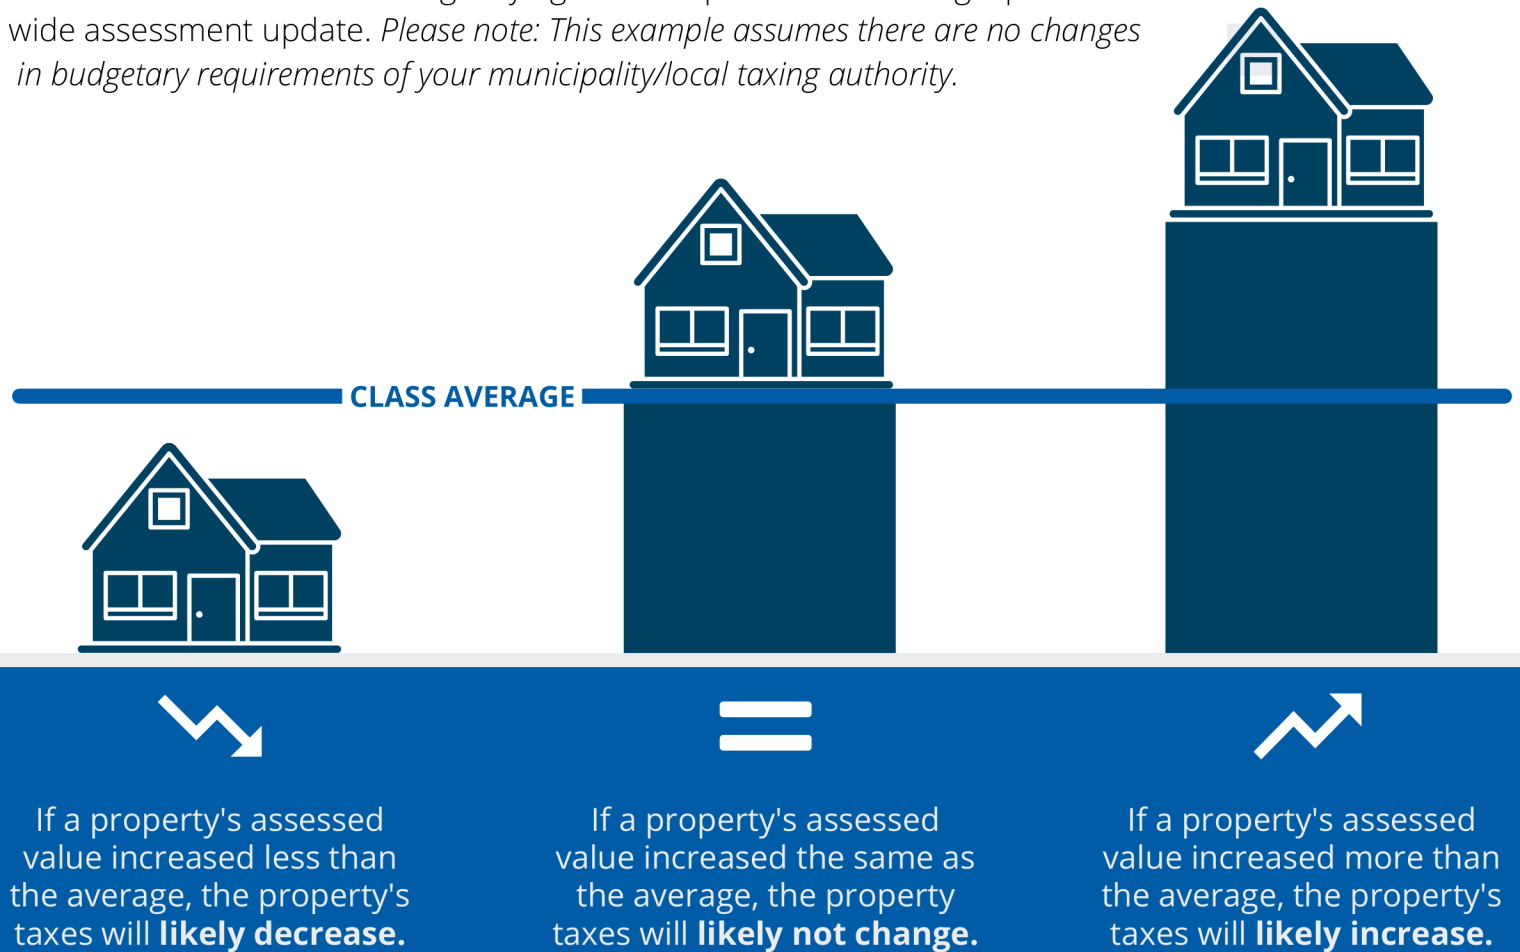 wide assessment update. Please note: This example assumes there are no changes
in budgetary requirements of your municipality/local taxing authority.
CLASS AVERAGE
If a property's assessed
value increased less than
the average, the property's
taxes will likely decrease.
If a property's assessed
value increased the same as
the average, the property
taxes will likely not change.
If a property's assessed
value increased more than
the average, the property's
taxes will likely increase.